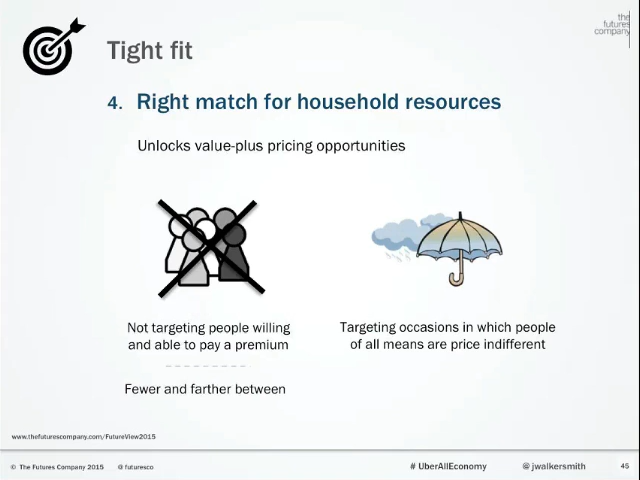 the
futures
company
Tight fit
4. Right match for household resources
Unlocks value-plus pricing opportunities
Not targeting people willing
and able to pay a premium
Fewer and farther between
Targeting occasions in which people
of all means are price indifferent
www.thefuturescompany.com/FutureView2015
© The Futures Company 2015 @futuresco # UberAllEconomy @jwalkersmith 45